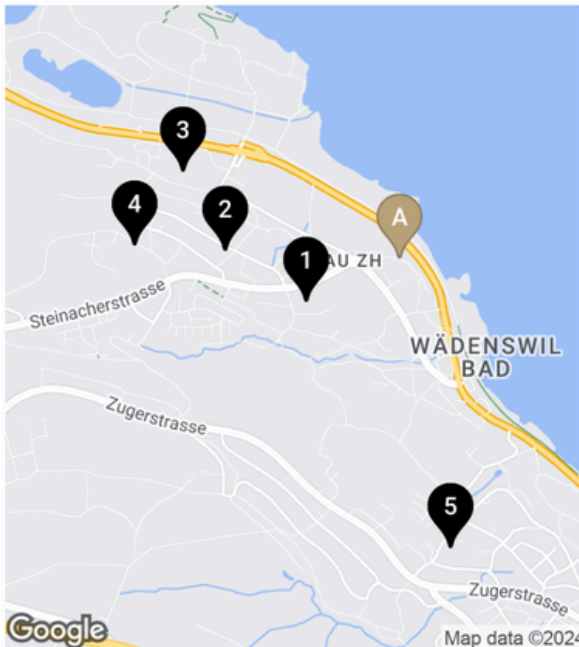 3
4
2
A
1
AU ZH
Steinacherstrasse
WÄDENSWIL
BAD
Zugerstrasse
5
Zugerstrasse
Google
Map data ©2024